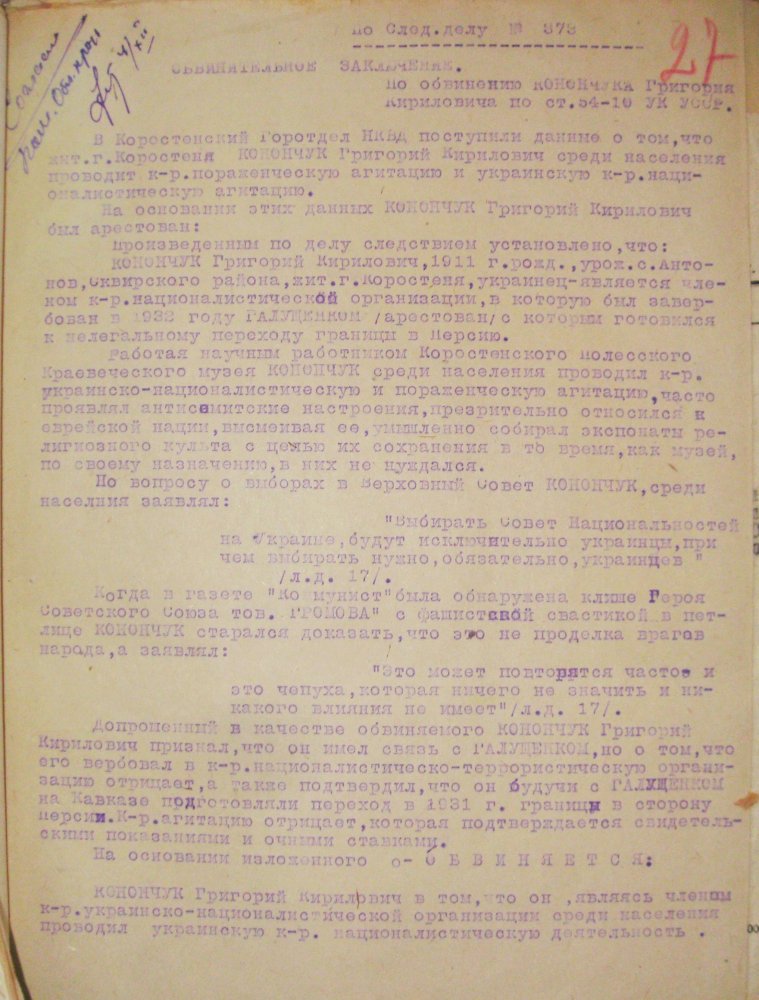 По След.делу № 373
27
ОБВИНИТЕЛЬНОЕ ЗАКЛЮЧЕНИЕ.
По обвинению КОНОНЧУКА Григория
Кириловича по ст.54-10 УК УССР.
В Коростенский Горотдел НКВД поступили данные о том,что
жит.г.Коростеня КОНОНЧУК Григорий Кирилович среди населения
проводит к-р.пораженческую агитацию и украинскую к-р.наци-
оналистическую агитацию.
На основании этих данных КОНОНЧУК Григорий Кирилович
был арестован:
Произведенным по делу следствием установлено,что:
КОНОНЧУК Григорий Кирилович,1911 г.рожд.,урож.с.Анто-
нов,Сквирского района,жит.г.Коростеня,украинец-является чле-
ном к-р.националистической организации,в которую был завер-
бован в 1932 году ГАЛУЩЕНКОМ /арестован/с которым готовился
к нелегальному переходу границы в Персию.
Работая научным работником Коростенского Полесского
Краевеческого музея КОНОНЧУК среди населения проводил к-р.
украинско-националистическую и пораженческую агитацию,часто
проявлял антисемитские настроения,презрительно относился к
еврейской нации,высмеивая ее,умышленно собирал экспонаты ре-
лигиозного культа с целью их сохранения в то время,как музей,
по своему назначению,в них не нуждался.
По вопросу о выборах в Верховный Совет КОНОНЧУК,среди
населния заявлял:
"Выбирать Совет Национальностей
на Украине,будут исключительно украинцы,при
чем выбирать нужно,обязательно,украинцев "
/л.д. 17/.
Когда в газете "Коммунист"была обнаружена клише Героя
Советского Союза тов. ГРОМОВА" с фашистской свастикой в пет-
лице КОНОНЧУК старался доказать,что это не проделка врагов
народа,а заявлял:
"Это может повторятся часто и
это чепуха,которая ничего не значить и ни-
какого влияния не имеет"/л.д. 17/.
Допрошенный в качестве обвиняемого КОНОНЧУК Григорий
Кирилович признал,что он имел связь с ГАЛУЩЕНКОМ,но о том,что
его вербовал в к-р.националистическо-террористическую органи-
зацию отрицает,а также подтвердил,что он будучи с ГАЛУЩЕНКОМ
на Кавказе подготовляли переход в 1931 г. границы в сторону
Персии.К-р.агитацию отрицает,которая подтверждается свидетель-
скими показаниями и очными ставками.
На основании изложенного о- О Б В И Н Я Е Т С Я:
КОНОНЧУК Григорий Кирилович в том,что он ,являясь членом
к-р.украинско-националистической организации среди населения
проводил украинскую к-р. националистическую деятельность .